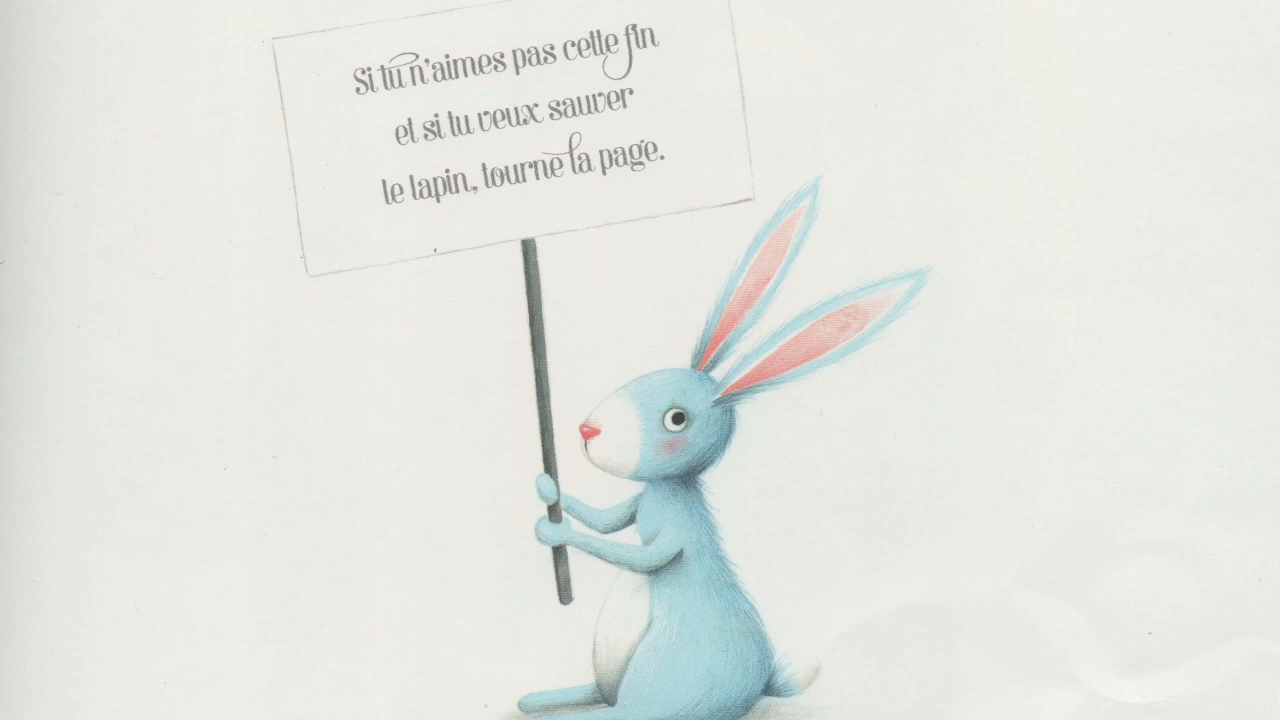 Si tu n'aimes pas cette fin
et si tu veux sauver
le lapin, tourne la page.